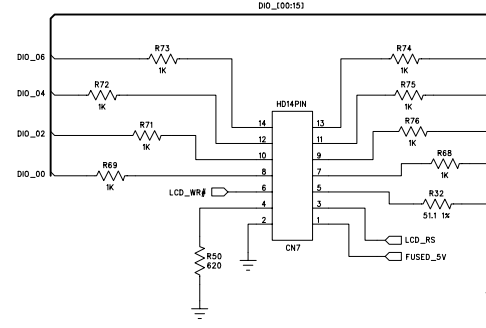 DIO_[00:15]
R73
1K
R74
1K
DIO_06
R72
1K
R75
1K
DIO_04
HD14PIN
R71
1K
R76
1K
14 13
DIO_02
12 11
R69
1K
10 9
R68
1K
DIO_00
8 7
LCD_WR#
6 5
R32
51.1 1%
4 3
2 1
CN7
LCD_RS
R50
620
FUSED_5V